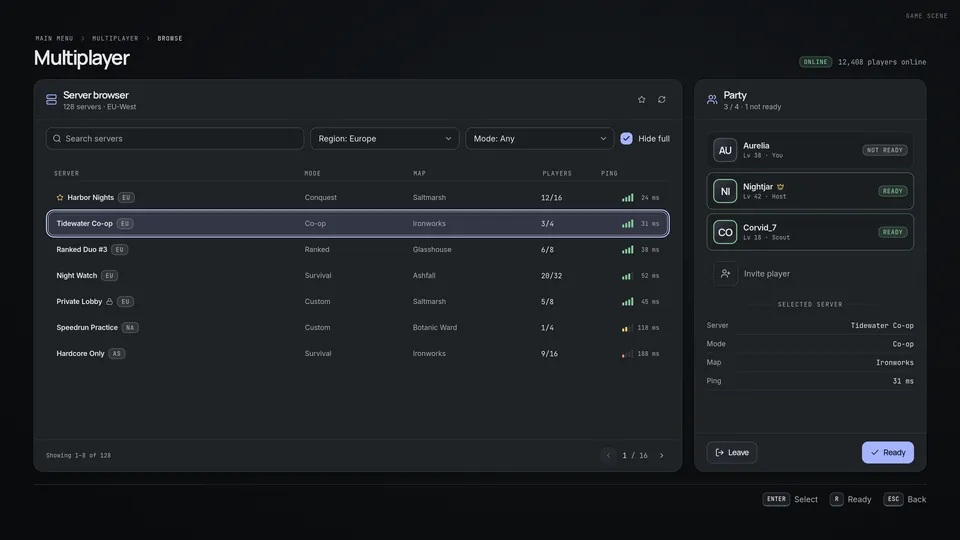 GAME SCENE
MAIN MENU > MULTIPLAYER > BROWSE
Multiplayer
ONLINE 12,408 players online
Server browser
128 servers · EU-West
Search servers
Region: Europe
Mode: Any
Hide full
SERVER MODE MAP PLAYERS PING
Harbor Nights EU Conquest Saltmarsh 12/16 24 ms
Tidewater Co-op EU Co-op Ironworks 3/4 31 ms
Ranked Duo #3 EU Ranked Glasshouse 6/8 38 ms
Night Watch EU Survival Ashfall 20/32 52 ms
Private Lobby EU Custom Saltmarsh 5/8 45 ms
Speedrun Practice NA Custom Botanic Ward 1/4 118 ms
Hardcore Only AS Survival Ironworks 9/16 188 ms
Showing 1–8 of 128
1 / 16
Party
3 / 4 · 1 not ready
AU Aurelia NOT READY
Lv 38 · You
NI Nightjar READY
Lv 42 · Host
CO Corvid_7 READY
Lv 18 · Scout
Invite player
SELECTED SERVER
Server Tidewater Co-op
Mode Co-op
Map Ironworks
Ping 31 ms
Leave
Ready
ENTER Select R Ready ESC Back